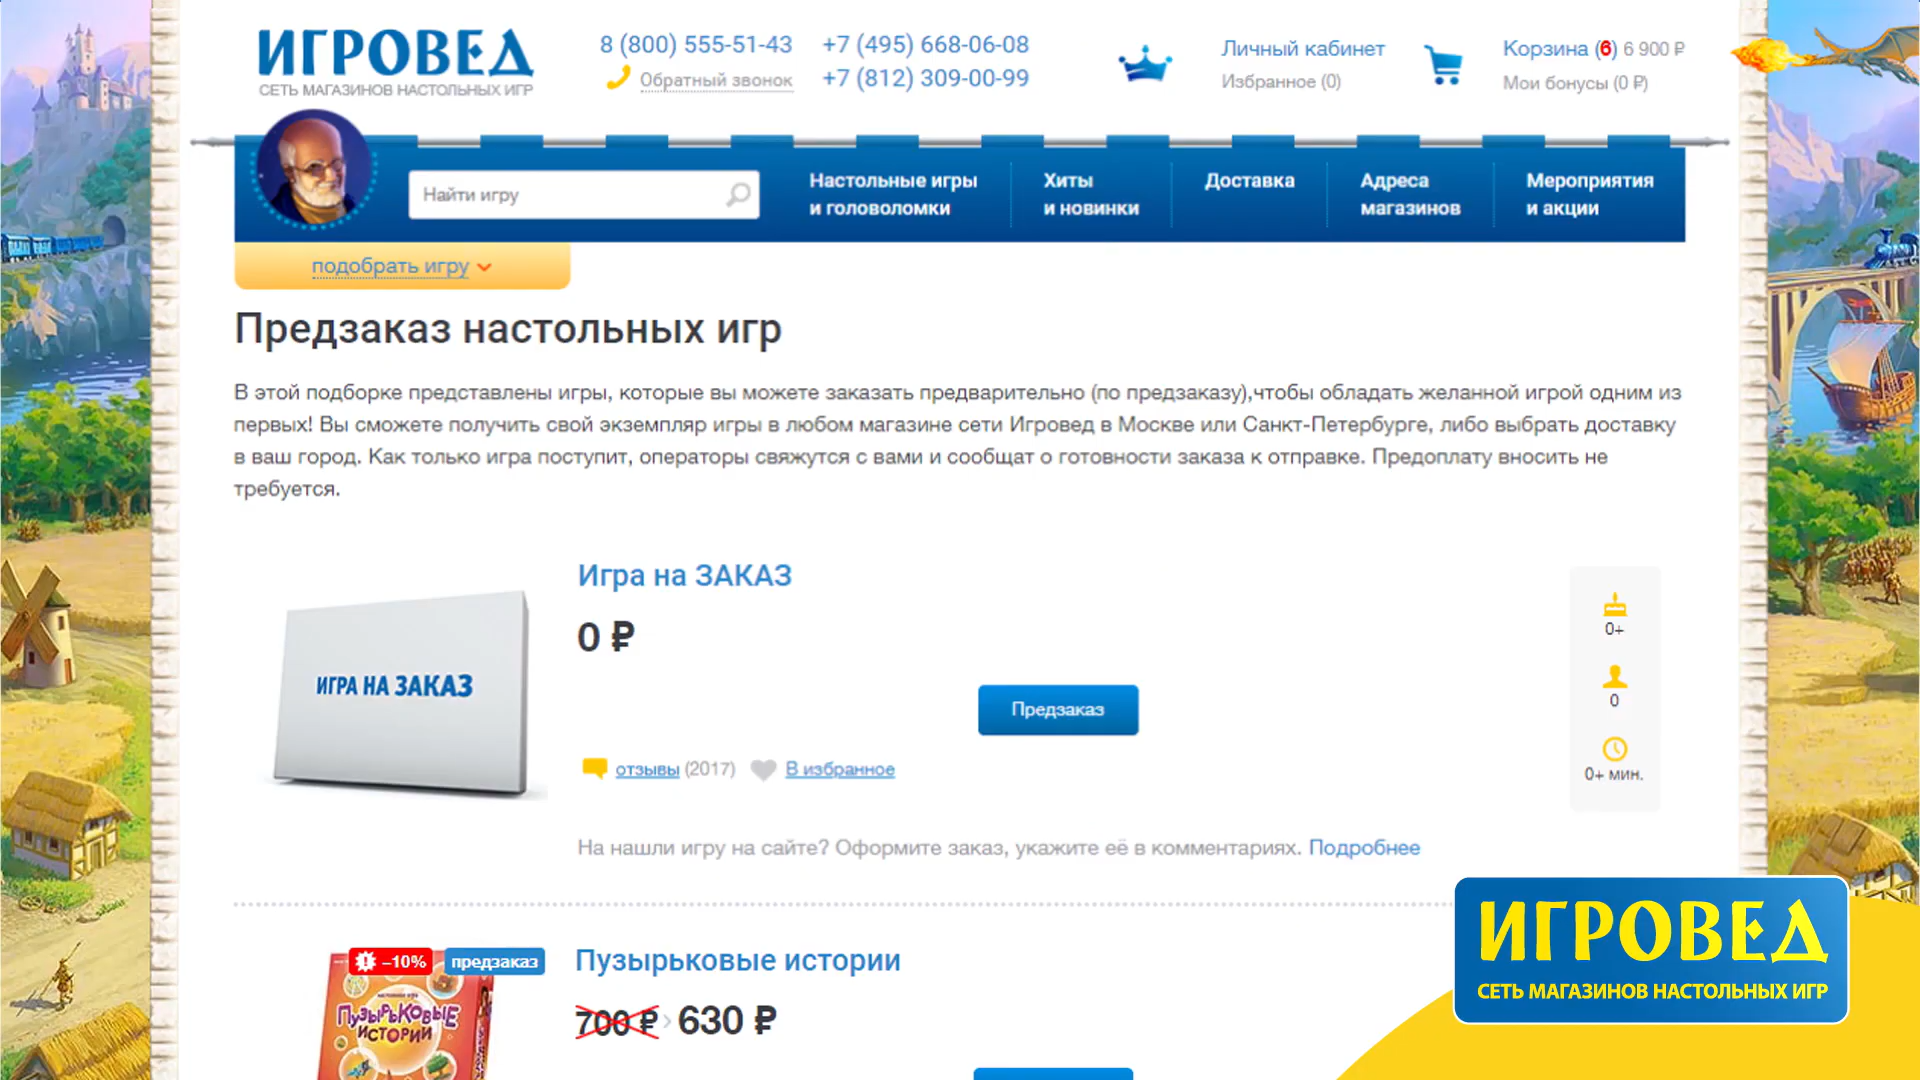 ИГРОВЕД
СЕТЬ МАГАЗИНОВ НАСТОЛЬНЫХ ИГР
8 (800) 555-51-43
Обратный звонок
+7 (495) 668-06-08
+7 (812) 309-00-99
Личный кабинет
Избранное (0)
Корзина (6) 6 900 ₽
Мои бонусы (0 ₽)
Найти игру
Настольные игры
и головоломки
Хиты
и новинки
Доставка
Адреса
магазинов
Мероприятия
и акции
подобрать игру
Предзаказ настольных игр
В этой подборке представлены игры, которые вы можете заказать предварительно (по предзаказу),чтобы обладать желанной игрой одним из
первых! Вы сможете получить свой экземпляр игры в любом магазине сети Игровед в Москве или Санкт-Петербурге, либо выбрать доставку
в ваш город. Как только игра поступит, операторы свяжутся с вами и сообщат о готовности заказа к отправке. Предоплату вносить не
требуется.
ИГРА НА ЗАКАЗ
Игра на ЗАКАЗ
0 ₽
Предзаказ
отзывы (2017)
В избранное
0+
0
0+ мин.
На нашли игру на сайте? Оформите заказ, укажите её в комментариях. Подробнее
–10%
предзаказ
ПУЗЫРЬКОВЫЕ
ИСТОРИИ
Пузырьковые истории
700 ₽ › 630 ₽
ИГРОВЕД
СЕТЬ МАГАЗИНОВ НАСТОЛЬНЫХ ИГР